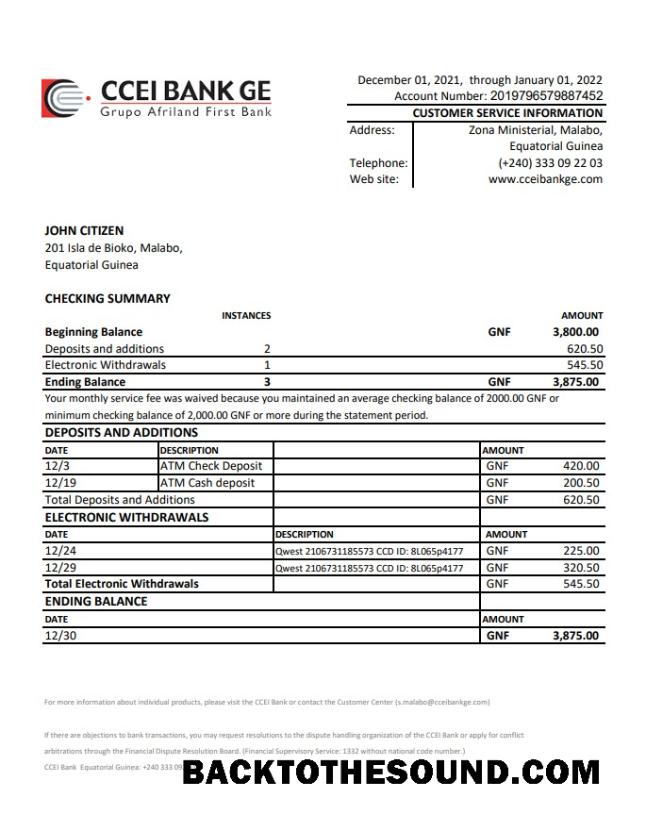 CCEI BANK GE
Grupo Afriland First Bank
December 01, 2021, through January 01, 2022
Account Number: 2019796579887452
CUSTOMER SERVICE INFORMATION
Address: Zona Ministerial, Malabo,
Equatorial Guinea
Telephone: (+240) 333 09 22 03
Web site: www.cceibankge.com
JOHN CITIZEN
201 Isla de Bioko, Malabo,
Equatorial Guinea
CHECKING SUMMARY
INSTANCES AMOUNT
Beginning Balance GNF 3,800.00
Deposits and additions 2 620.50
Electronic Withdrawals 1 545.50
Ending Balance 3 GNF 3,875.00
Your monthly service fee was waived because you maintained an average checking balance of 2000.00 GNF or
minimum checking balance of 2,000.00 GNF or more during the statement period.
DEPOSITS AND ADDITIONS
DATE DESCRIPTION AMOUNT
12/3 ATM Check Deposit GNF 420.00
12/19 ATM Cash deposit GNF 200.50
Total Deposits and Additions GNF 620.50
ELECTRONIC WITHDRAWALS
DATE DESCRIPTION AMOUNT
12/24 Qwest 2106731185573 CCD ID: 8L065p4177 GNF 225.00
12/29 Qwest 2106731185573 CCD ID: 8L065p4177 GNF 320.50
Total Electronic Withdrawals GNF 545.50
ENDING BALANCE
DATE AMOUNT
12/30 GNF 3,875.00
For more information about individual products, please visit the CCEI Bank or contact the Customer Center (s.malabo@cceibankge.com)
If there are objections to bank transactions, you may request resolutions to the dispute handling organization of the CCEI Bank or apply for conflict
arbitrations through the Financial Dispute Resolution Board. (Financial Supervisory Service: 1332 without national code number.)
CCEI Bank Equatorial Guinea: +240 333 09
BACKTOTHESOUND.COM